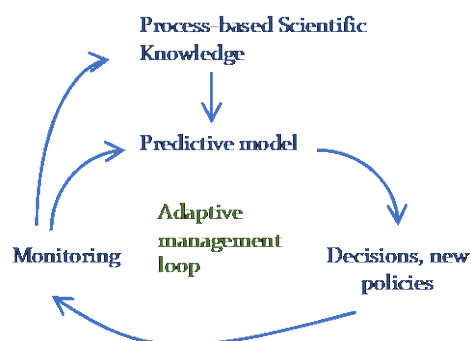 Process-based Scientific
Knowledge
Predictive model
Adaptive
management
loop
Monitoring
Decisions, new
policies